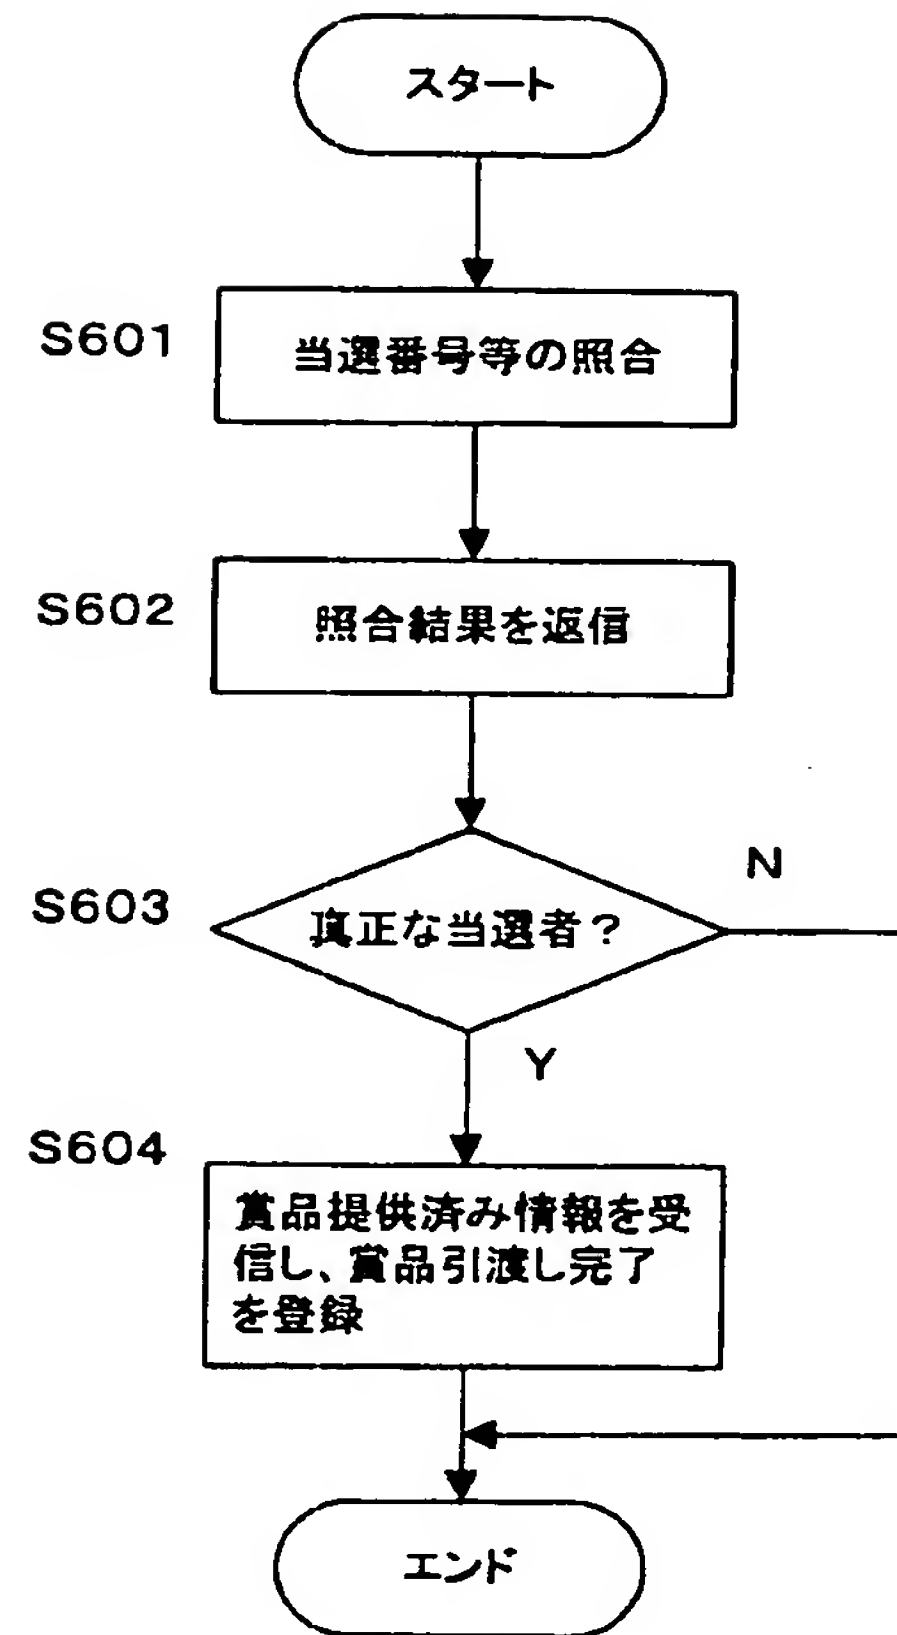 スタート
S601
当選番号等の照合
S602
照合結果を返信
N
S603
真正な当選者？
Y
S604
賞品提供済み情報を受
信し、賞品引渡し完了
を登録
エンド